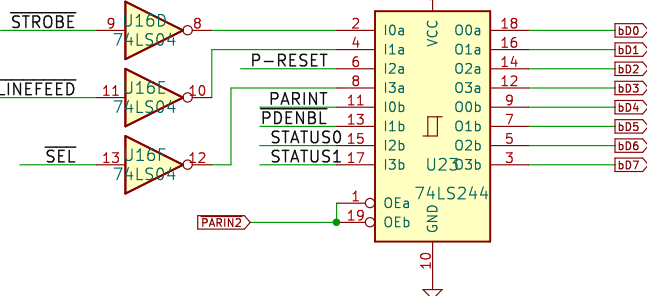 STROBE 9 U16D 74LS04 8 2 I0a VCC O0a 18 bD0
4 I1a O1a 16 bD1
P-RESET 6 I2a O2a 14 bD2
LINEFEED 11 U16E 74LS04 10 8 I3a O3a 12 bD3
PARINT 11 I0b O0b 9 bD4
PDENBL 13 I1b O1b 7 bD5
STATUS0 15 I2b O2b 5 bD6
SEL 13 U16F 74LS04 12 STATUS1 17 I3b U23 O3b 3 bD7
74LS244
1 OEa
PARIN2 19 OEb GND
10